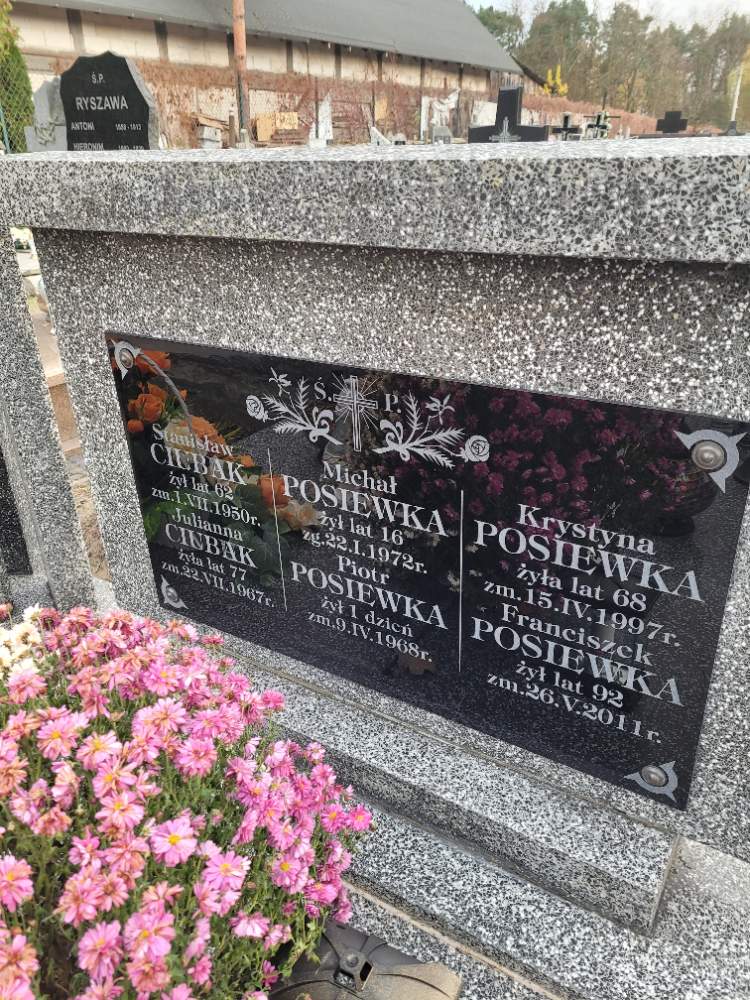 Ś.P.
RYSZAWA
ANTONI
HIERONIM
Ś. P.
Stanisław
CIUBAK
żył lat 62
zm.1.VII.1950r.
Julianna
CIUBAK
żyła lat 77
zm.22.VII.1967r.
Michał
POSIEWKA
żył lat 16
zg.22.I.1972r.
Piotr
POSIEWKA
żył 1 dzień
zm.9.IV.1968r.
Krystyna
POSIEWKA
żyła lat 68
zm.15.IV.1997r.
Franciszek
POSIEWKA
żył lat 92
zm.26.V.2011r.